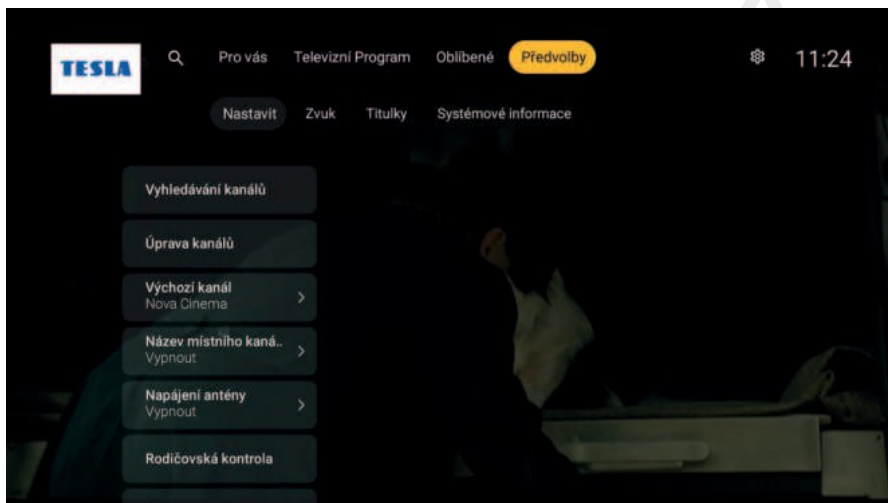 TESLA
Pro vás Televizní Program Oblíbené Předvolby 11:24
Nastavit Zvuk Titulky Systémové informace
Vyhledávání kanálů
Úprava kanálů
Výchozí kanál
Nova Cinema
Název místního kaná..
Vypnout
Napájení antény
Vypnout
Rodičovská kontrola